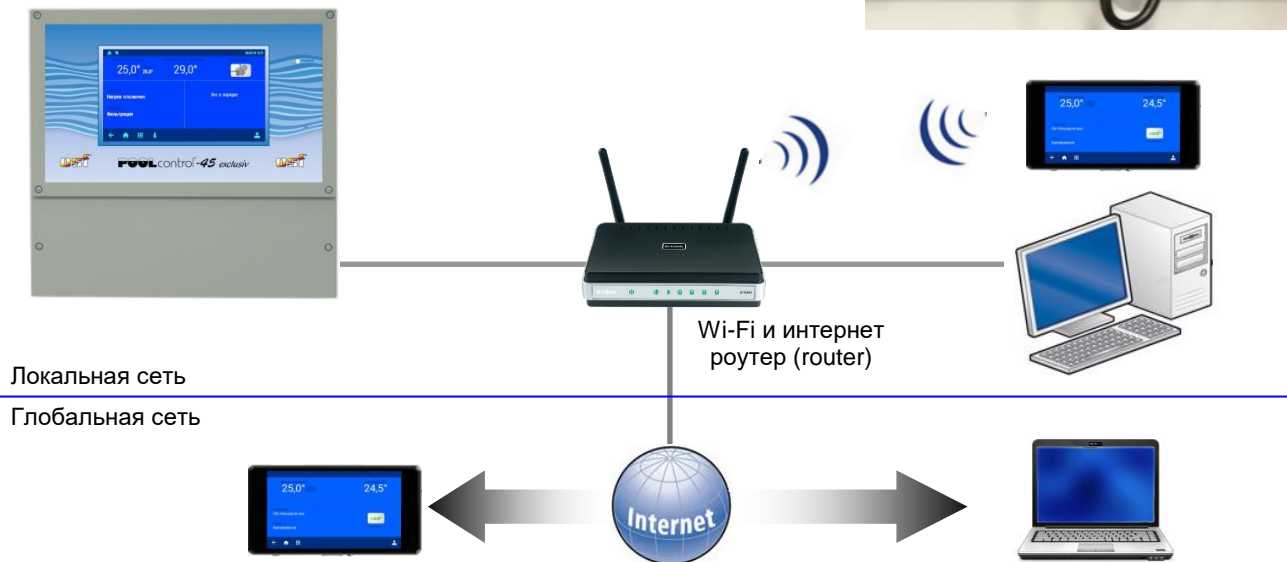 25,0°
29,0°
Нагрев отключен
Все в порядке
Фильтрация
POOLcontrol-45 exclusiv
25,0°
24,5°
Wi-Fi и интернет
роутер (router)
Локальная сеть
Глобальная сеть
25,0°
24,5°
Internet